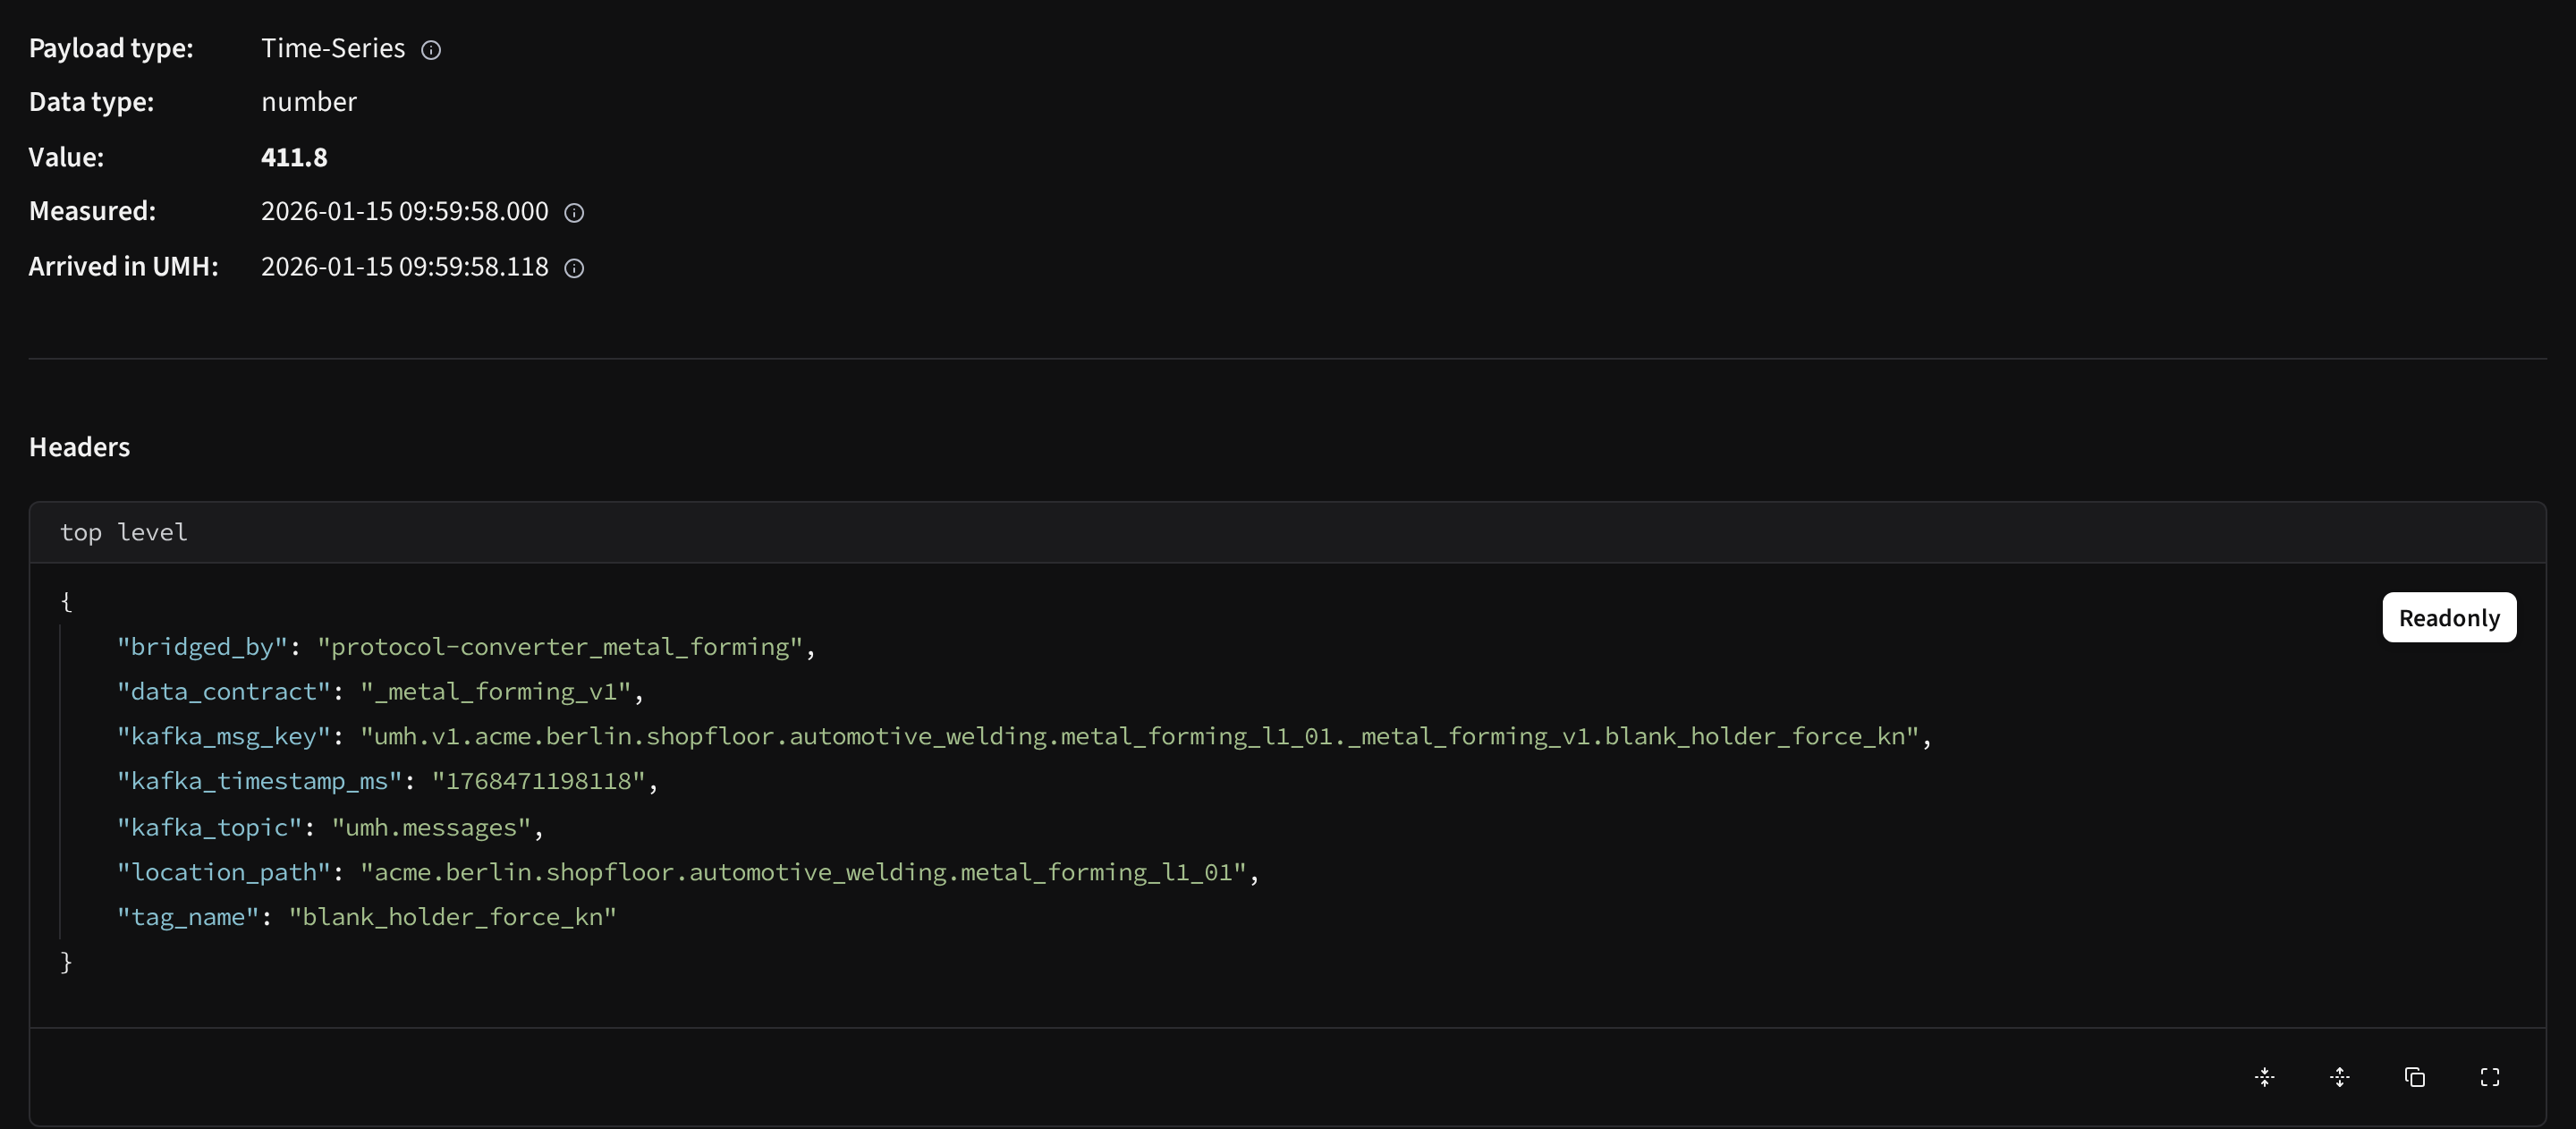 Payload type: Time-Series
Data type: number
Value: 411.8
Measured: 2026-01-15 09:59:58.000
Arrived in UMH: 2026-01-15 09:59:58.118
Headers
top level
{
Readonly
"bridged_by": "protocol-converter_metal_forming",
"data_contract": "_metal_forming_v1",
"kafka_msg_key": "umh.v1.acme.berlin.shopfloor.automotive_welding.metal_forming_l1_01._metal_forming_v1.blank_holder_force_kn",
"kafka_timestamp_ms": "1768471198118",
"kafka_topic": "umh.messages",
"location_path": "acme.berlin.shopfloor.automotive_welding.metal_forming_l1_01",
"tag_name": "blank_holder_force_kn"
}